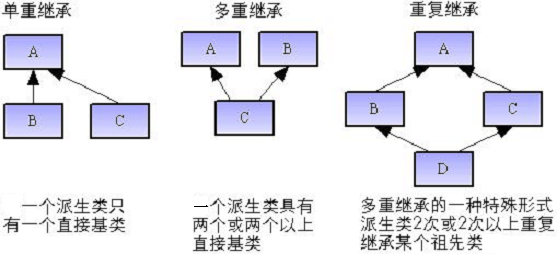 单重继承
A
B
C
一个派生类只
有一个直接基类
多重继承
A
B
C
一个派生类具有
两个或两个以上
直接基类
重复继承
A
B
C
D
多重继承的一种特殊形式
派生类2次或2次以上重复
继承某个祖先类